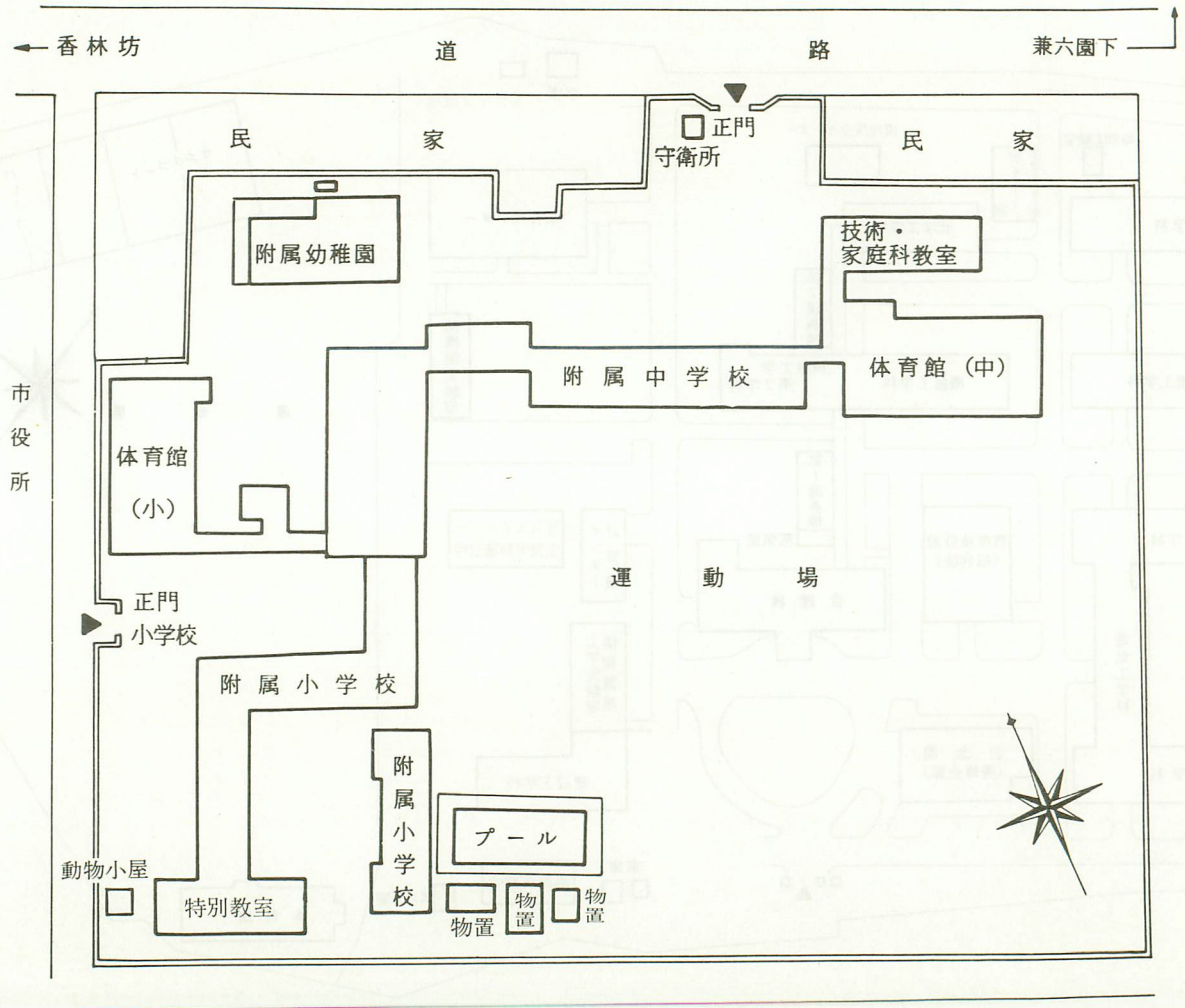 香林坊
道路
兼六園下
民家
正門
守衛所
民家
技術・
家庭科教室
附属幼稚園
附属中学校
体育館(中)
市役所
体育館
(小)
運動場
正門
小学校
附属小学校
附属小学校
プール
動物小屋
特別教室
物置
物置
物置